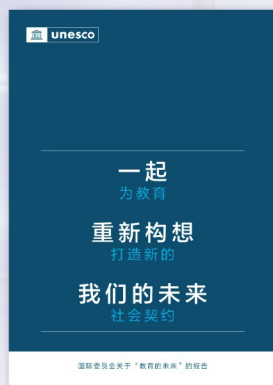 unesco
一起
为教育
重新构想
打造新的
我们的未来
社会契约
国际委员会关于“教育的未来”的报告